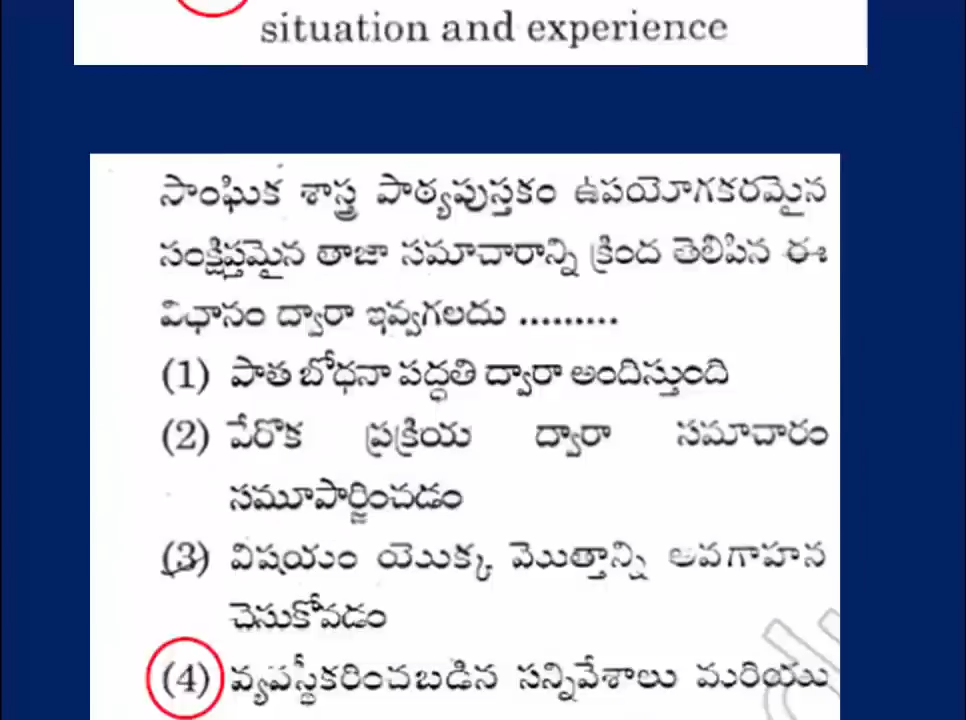 situation and experience
సాంఘిక శాస్త్ర పాఠ్యపుస్తకం ఉపయోగకరమైన
సంక్షిప్తమైన తాజా సమాచారాన్ని క్రింద తెలిపిన ఈ
విధానం ద్వారా ఇవ్వగలదు .........
(1) పాత బోధనా పద్ధతి ద్వారా అందిస్తుంది
(2) వేరొక ప్రక్రియ ద్వారా సమాచారం
సమూపార్జించడం
(3) విషయం యొక్క మొత్తాన్ని అవగాహన
చెసుకోవడం
(4) వ్యవస్థీకరించబడిన సన్నివేశాలు మరియు